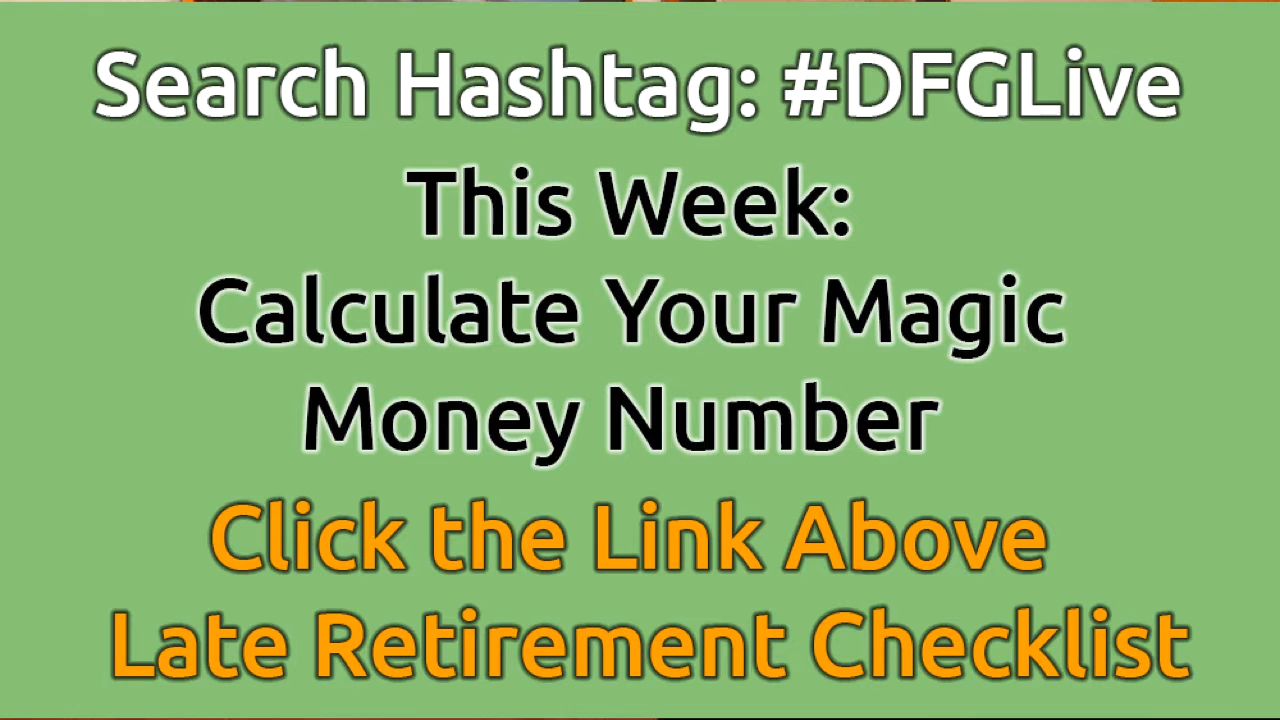 Search Hashtag: #DFGLive
This Week:
Calculate Your Magic
Money Number
Click the Link Above
Late Retirement Checklist